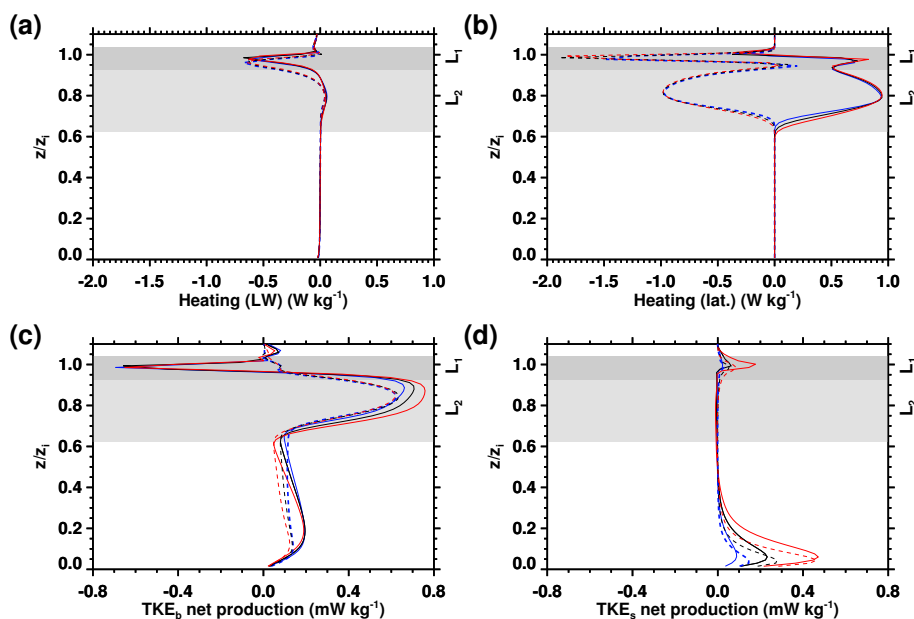 (a)
(b)
1.0
0.8
0.6
0.4
0.2
0.0
z/z_i
L_1
L_2
-2.0 -1.5 -1.0 -0.5 0.0 0.5 1.0
Heating (LW) (W kg⁻¹)
1.0
0.8
0.6
0.4
0.2
0.0
z/z_i
L_1
L_2
-2.0 -1.5 -1.0 -0.5 0.0 0.5 1.0
Heating (lat.) (W kg⁻¹)
(c)
(d)
1.0
0.8
0.6
0.4
0.2
0.0
z/z_i
L_1
L_2
-0.8 -0.4 0.0 0.4 0.8
TKE_b net production (mW kg⁻¹)
1.0
0.8
0.6
0.4
0.2
0.0
z/z_i
L_1
L_2
-0.8 -0.4 0.0 0.4 0.8
TKE_s net production (mW kg⁻¹)